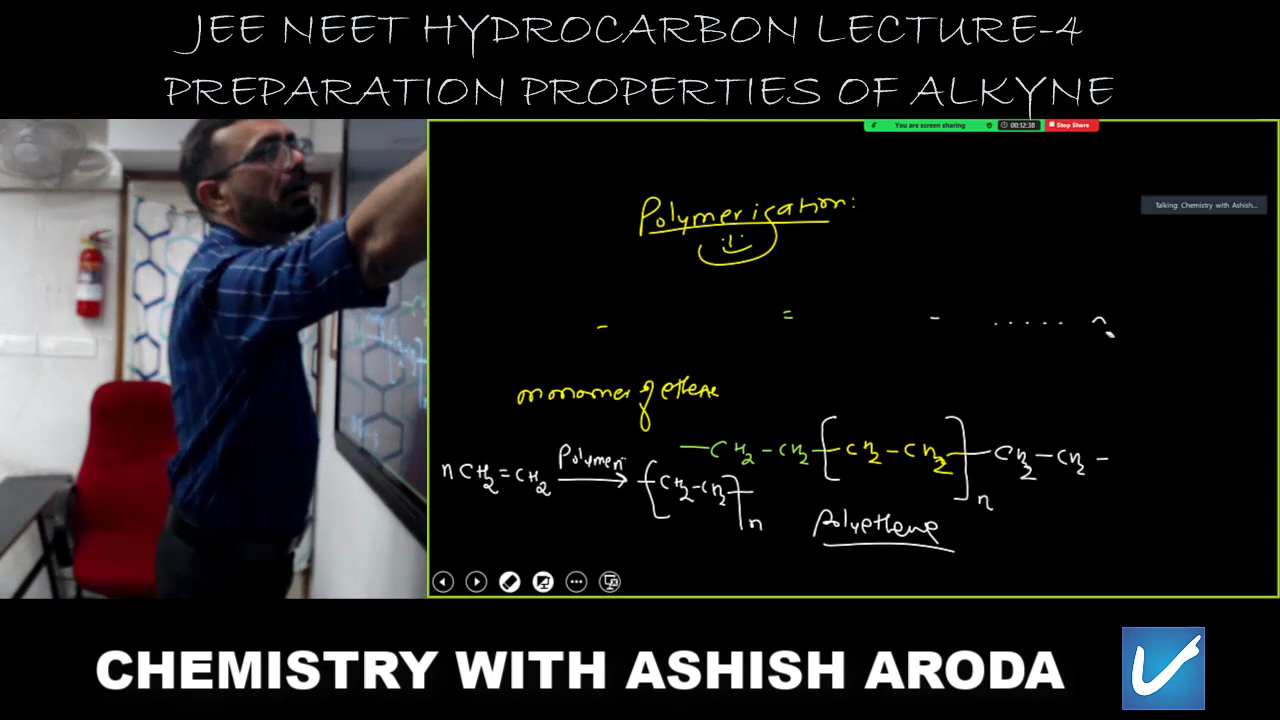 JEE NEET HYDROCARBON LECTURE-4
PREPARATION PROPERTIES OF ALKYNE
You are screen sharing 00:12:38 Stop Share
Talking: Chemistry with Ashish...
Polymerisation:
monomer of ethene
—CH2–CH2–[CH2–CH2]n–CH2–CH2–
nCH2=CH2 Polymeri [CH2–CH2]n
polyethene
CHEMISTRY WITH ASHISH ARODA